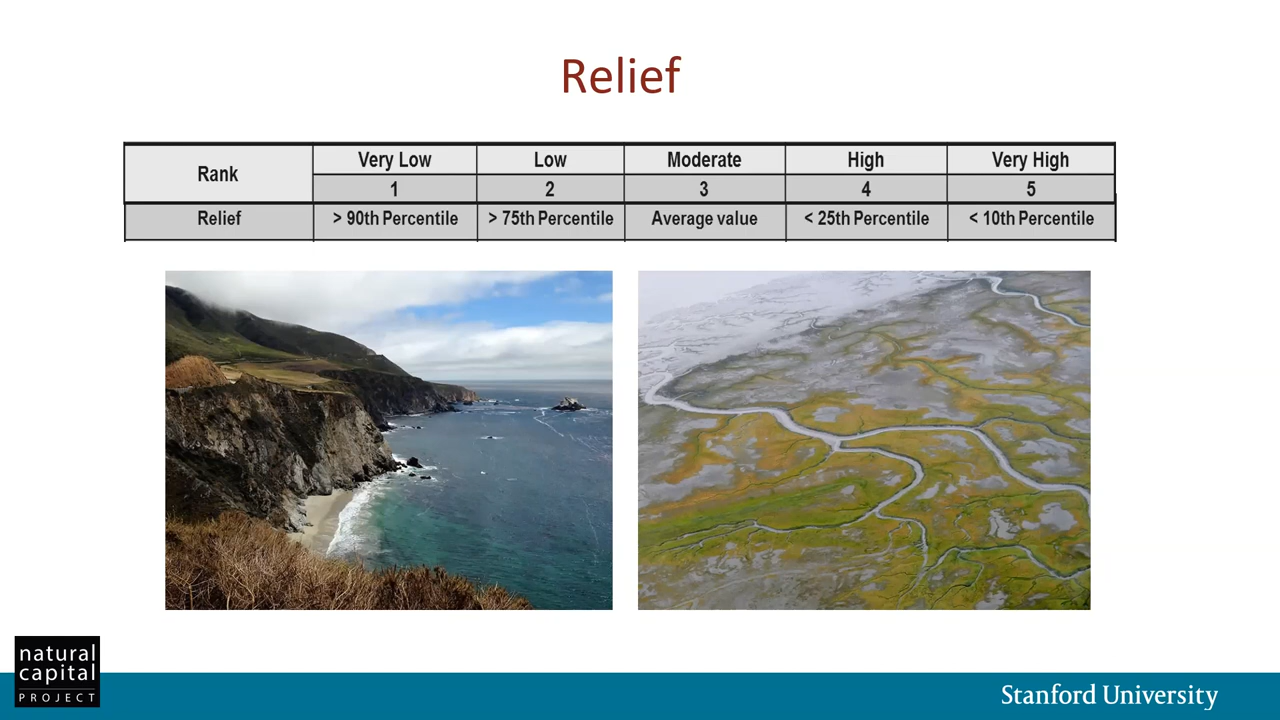 Relief
Rank Very Low Low Moderate High Very High
1 2 3 4 5
Relief > 90th Percentile > 75th Percentile Average value < 25th Percentile < 10th Percentile
natural
capital
PROJECT
Stanford University